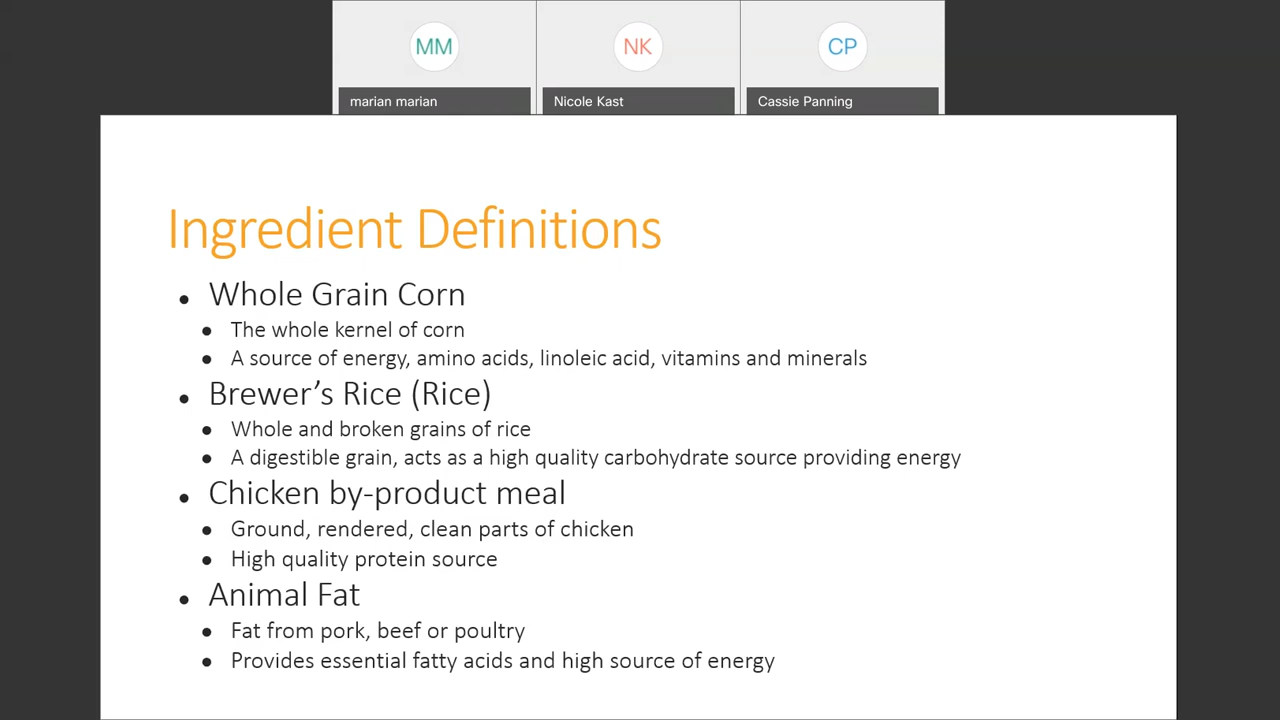 MM
NK
CP
marian marian
Nicole Kast
Cassie Panning
Ingredient Definitions
• Whole Grain Corn
• The whole kernel of corn
• A source of energy, amino acids, linoleic acid, vitamins and minerals
• Brewer’s Rice (Rice)
• Whole and broken grains of rice
• A digestible grain, acts as a high quality carbohydrate source providing energy
• Chicken by-product meal
• Ground, rendered, clean parts of chicken
• High quality protein source
• Animal Fat
• Fat from pork, beef or poultry
• Provides essential fatty acids and high source of energy